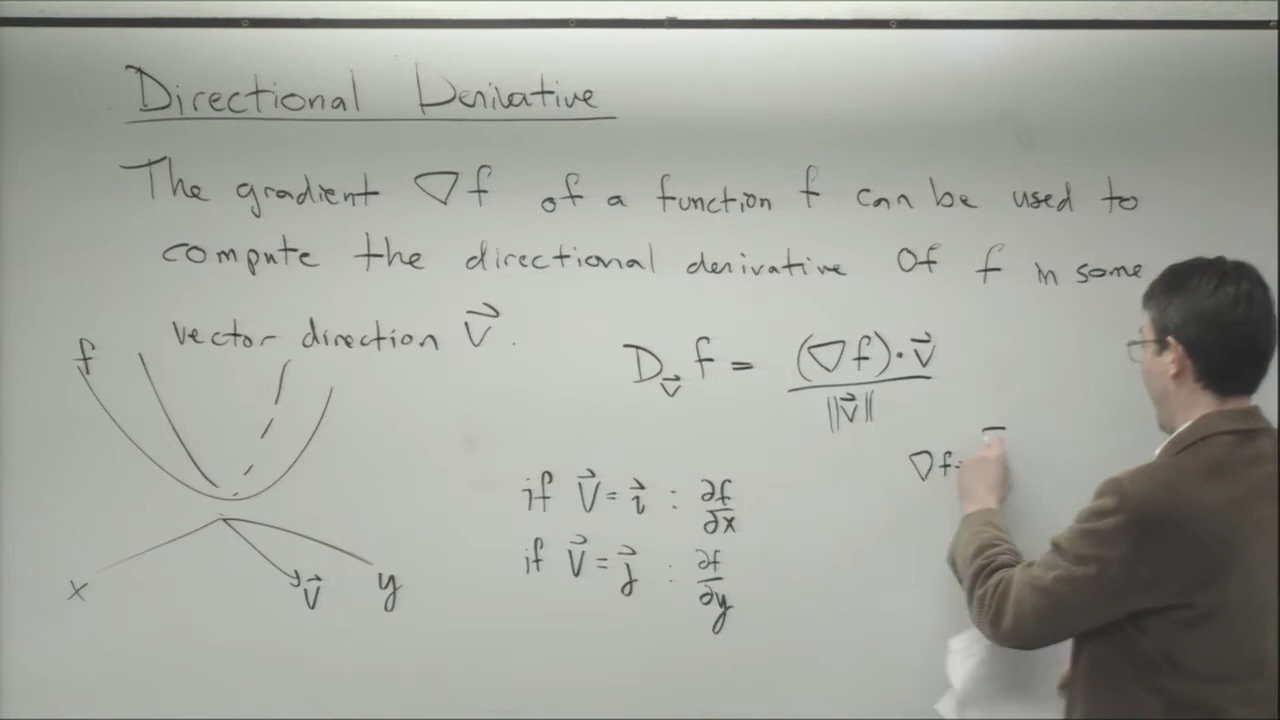 Directional Derivative
The gradient ∇f of a function f can be used to
compute the directional derivative of f in some
vector direction v⃗.
D_v⃗ f = (∇f)·v⃗ / ||v⃗||
f
∇f=
if v⃗ = i⃗ : ∂f/∂x
if v⃗ = j⃗ : ∂f/∂y
x v⃗ y